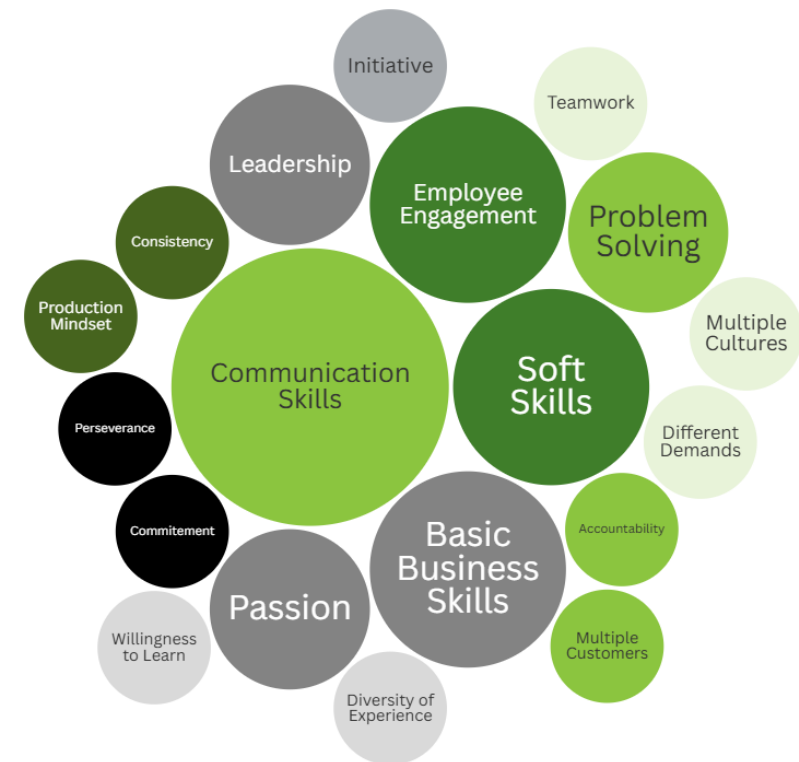 Initiative
Teamwork
Leadership
Employee
Engagement
Problem
Solving
Consistency
Production
Mindset
Multiple
Cultures
Communication
Skills
Soft
Skills
Perseverance
Different
Demands
Commitement
Accountability
Basic
Business
Skills
Passion
Willingness
to Learn
Multiple
Customers
Diversity of
Experience